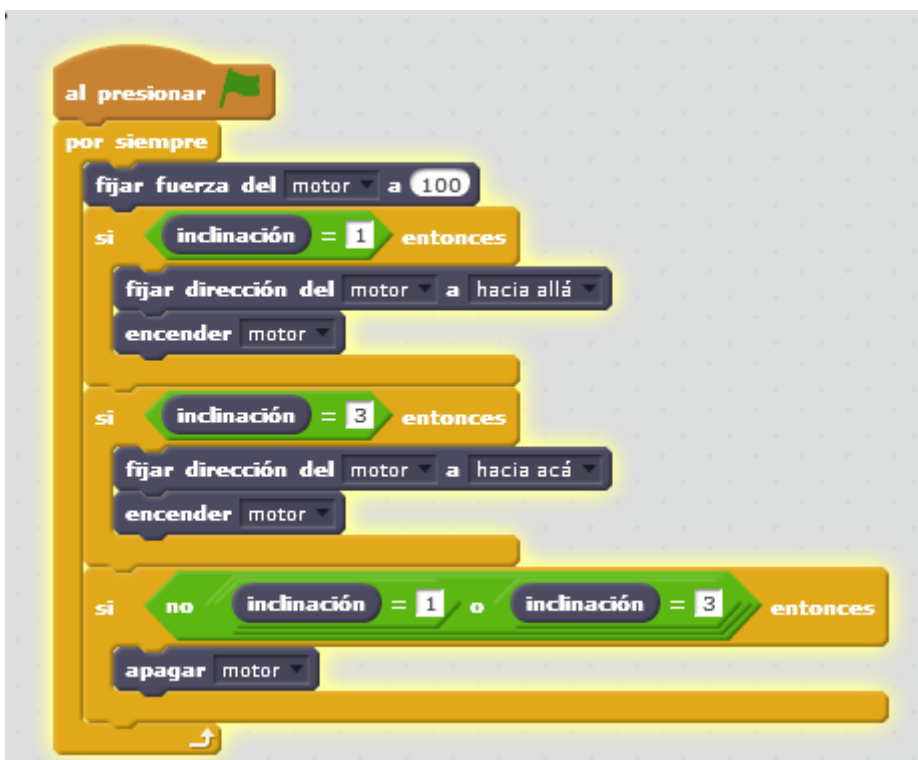 al presionar
por siempre
fijar fuerza del motor a 100
si inclinación = 1 entonces
fijar dirección del motor a hacia allá
encender motor
si inclinación = 3 entonces
fijar dirección del motor a hacia acá
encender motor
si no inclinación = 1 o inclinación = 3 entonces
apagar motor